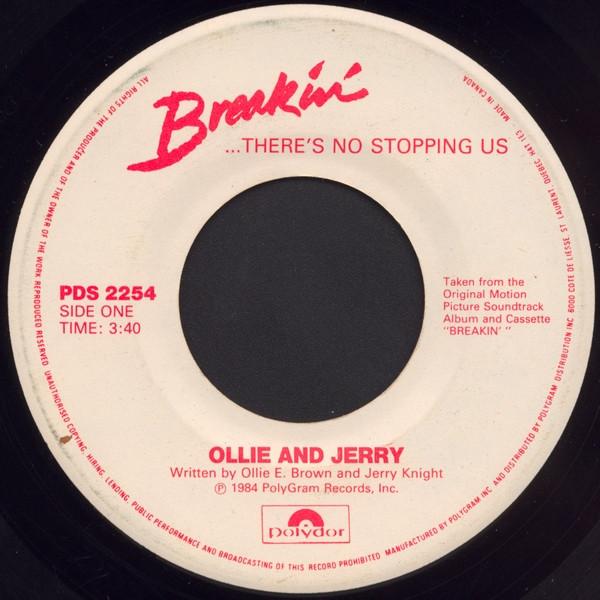 Breakin'
...THERE'S NO STOPPING US
PDS 2254
SIDE ONE
TIME: 3:40
Taken from the
Original Motion
Picture Soundtrack
Album and Cassette
"BREAKIN' "
OLLIE AND JERRY
Written by Ollie E. Brown and Jerry Knight
℗ 1984 PolyGram Records, Inc.
polydor
ALL RIGHTS OF THE PRODUCER AND OF THE OWNER OF THE WORK REPRODUCED RESERVED UNAUTHORISED COPYING, HIRING, LENDING, PUBLIC PERFORMANCE AND BROADCASTING OF THIS RECORD PROHIBITED MANUFACTURED BY POLYGRAM INC AND DISTRIBUTED BY POLYGRAM DISTRIBUTION INC 6000 COTE DE LIESSE, ST LAURENT, QUEBEC H4T 1E3 MADE IN CANADA